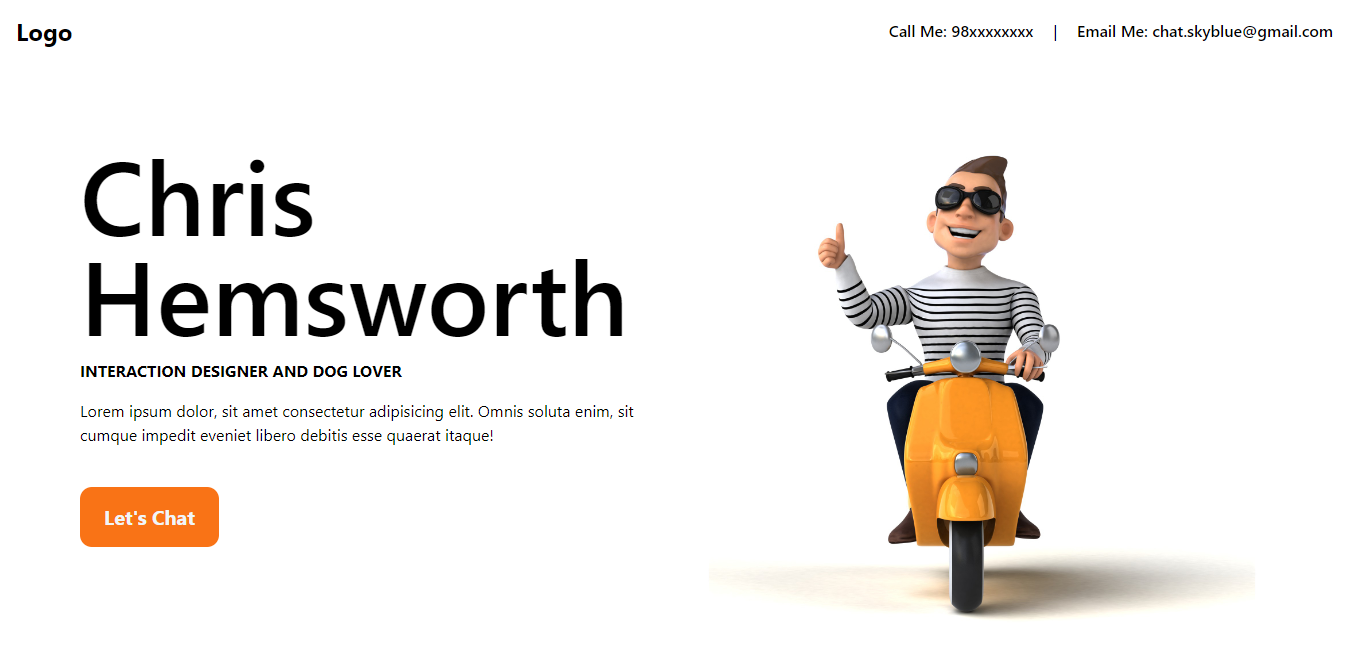 Logo
Call Me: 98xxxxxxxx | Email Me: chat.skyblue@gmail.com
Chris
Hemsworth
INTERACTION DESIGNER AND DOG LOVER
Lorem ipsum dolor, sit amet consectetur adipisicing elit. Omnis soluta enim, sit
cumque impedit eveniet libero debitis esse quaerat itaque!
Let's Chat